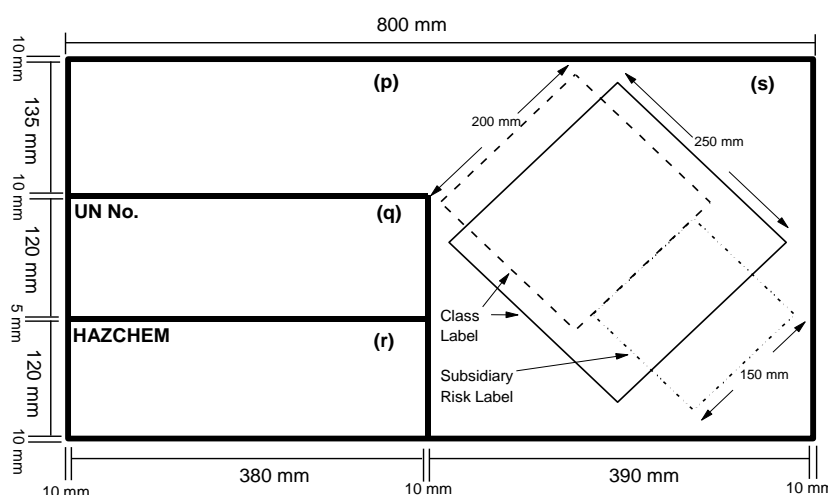 800 mm
10 mm
(p)
(s)
135 mm
200 mm
250 mm
10 mm
UN No.
(q)
120 mm
5 mm
Class
Label
HAZCHEM
(r)
120 mm
Subsidiary
Risk Label
150 mm
10 mm
380 mm
390 mm
10 mm
10 mm
10 mm